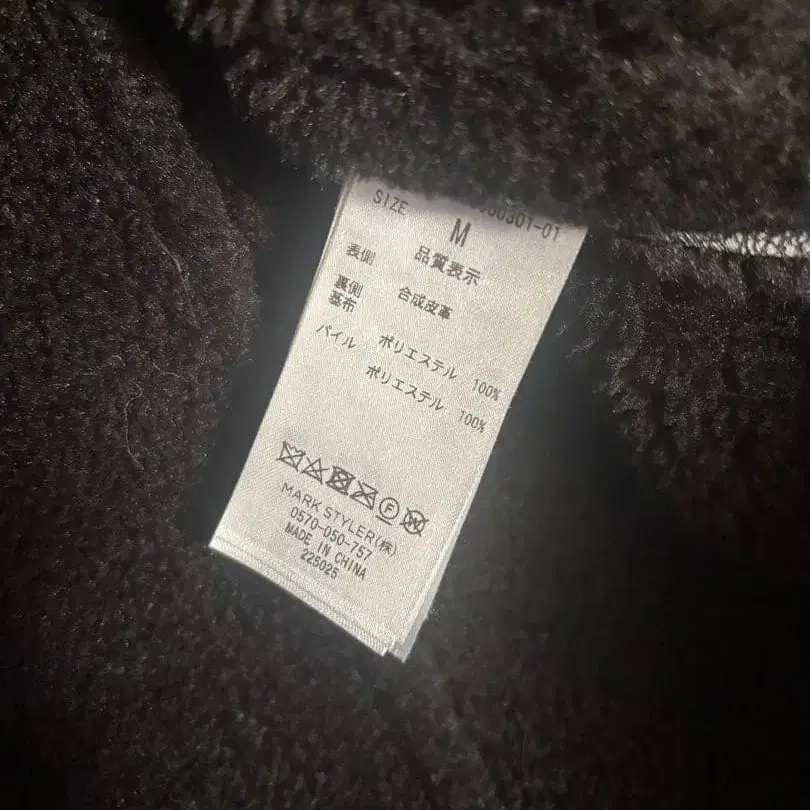 SIZE 00301-01
M
品質表示
表側 合成皮革
裏側
基布 ポリエステル 100%
パイル ポリエステル 100%
F W
MARK STYLER(株)
0570-050-757
MADE IN CHINA
225025